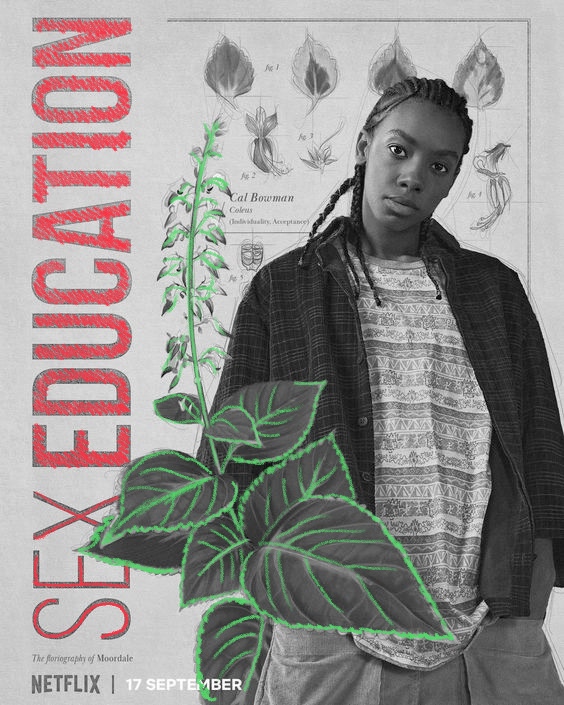 SEX EDUCATION
fig. 1
fig. 3
fig. 2
fig. 4
Cal Bowman
Coleus
(Individuality, Acceptance)
fig. 5
The floriography of Moordale
NETFLIX | 17 SEPTEMBER